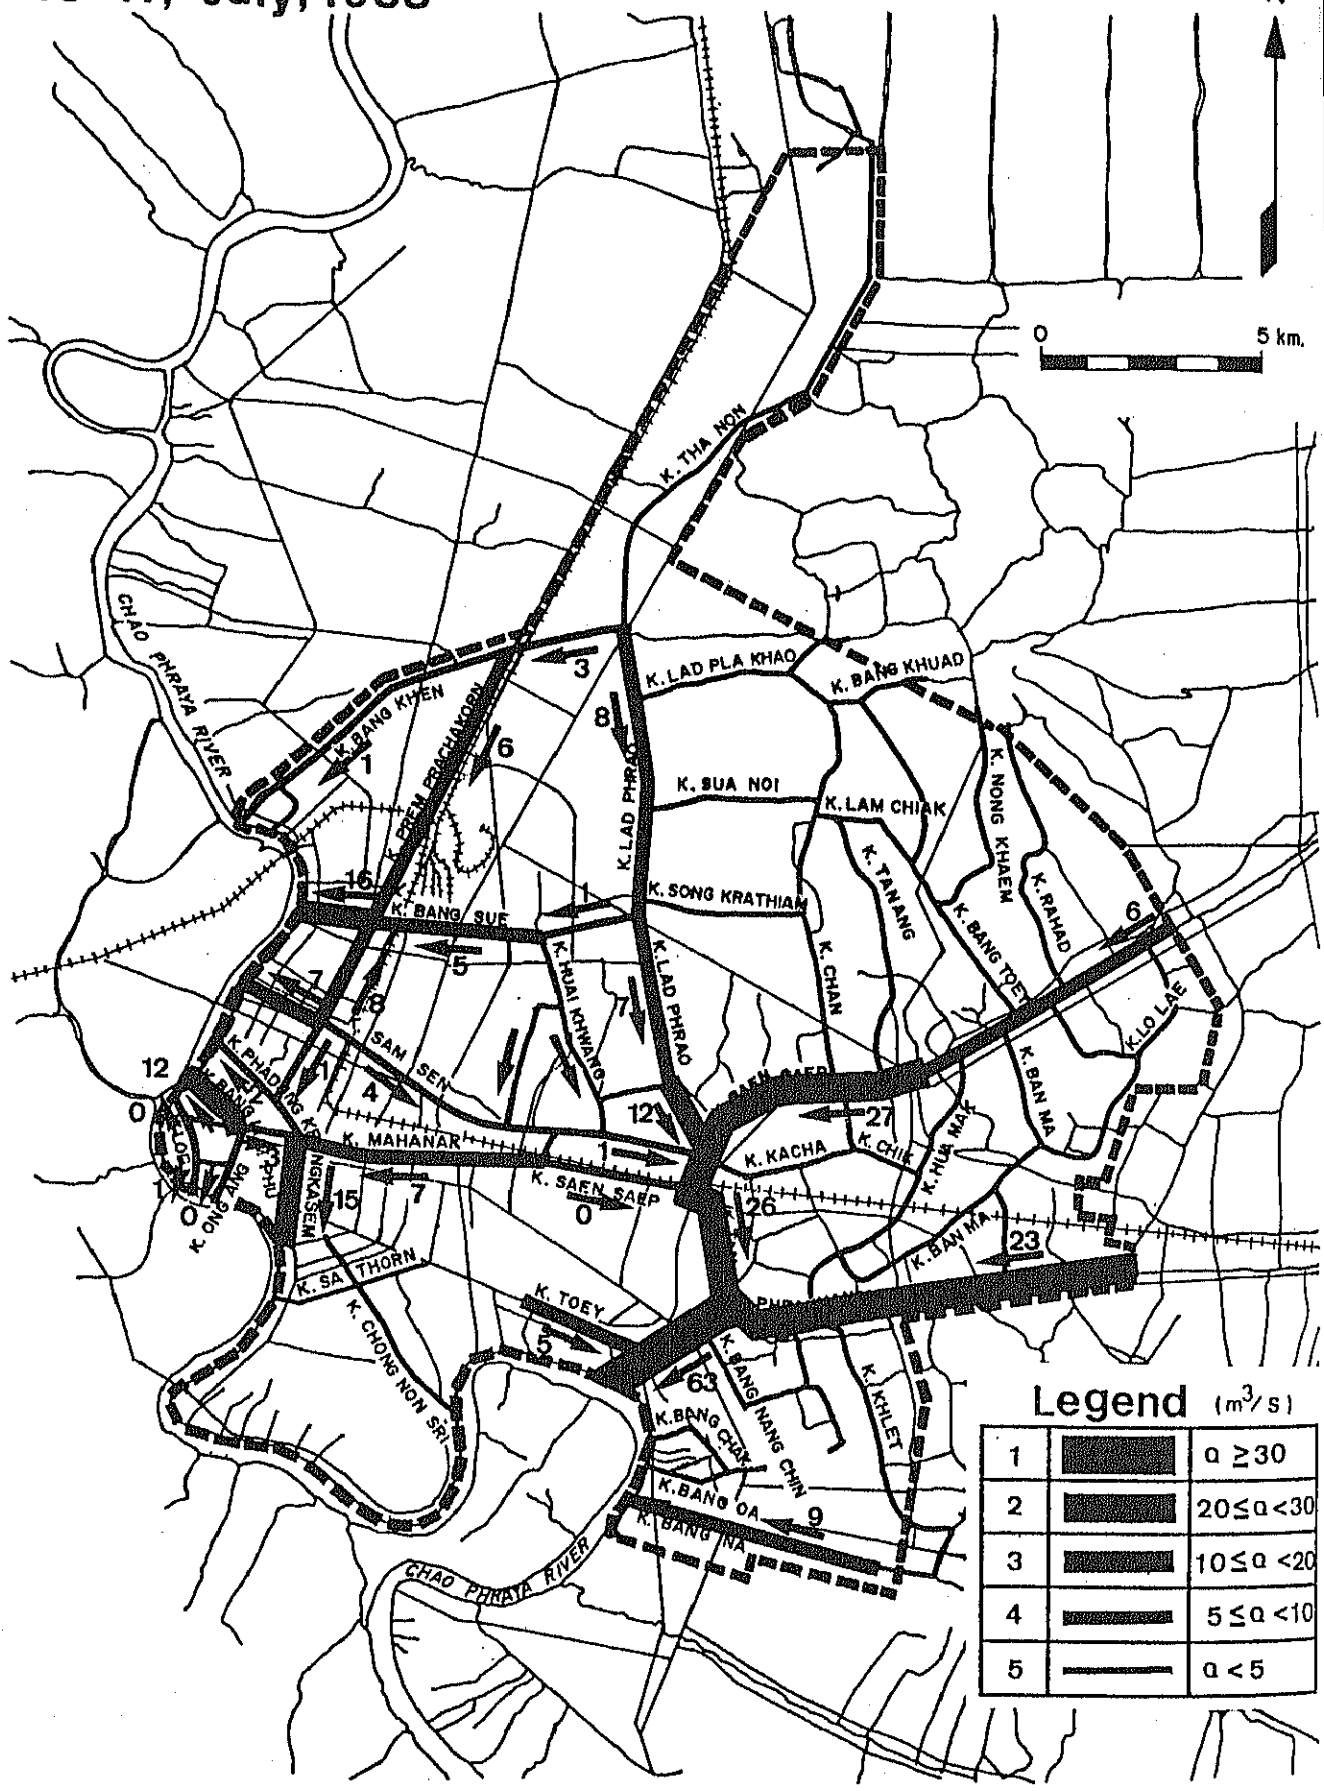 July, 1983
0 5 km.
K. THA NON
CHAO PHRAYA RIVER
3
K. LAD PLA KHAO
K. BANG KHUAD
K. BANG KHEN
1
K. PREM PRACHAKORN
6
8
K. LAD PHRAO
K. SUA NOI
K. LAM CHIAK
K. NONG KHAEM
K. TANANG
K. RAHAD
16
K. BANG SUE
1
K. SONG KRATHIAM
K. BANG TOEY
6
5
K. HUAI KHWANG
K. LAD PHRAO
K. CHAN
7
8
7
K. LO LAE
SAM SEN
K. BAN MA
12
1
4
12
27
0
K. MAHANAK
1
K. KACHA
K. CHIK
K. HUA MAK
3
K. SAEN SAEP
7
15
0
26
1
0
K. ONG ANG
K. BAN MA
23
K. SA THORN
K. CHONG NON SRI
K. TOEY
5
63
K. BANG NANG CHIN
K. KHLET
K. BANG CHAK
K. BANG OA
9
K. BANG NA
CHAO PHRAYA RIVER
Legend (m³/s)
1 Q ≥ 30
2 20 ≤ Q < 30
3 10 ≤ Q < 20
4 5 ≤ Q < 10
5 Q < 5